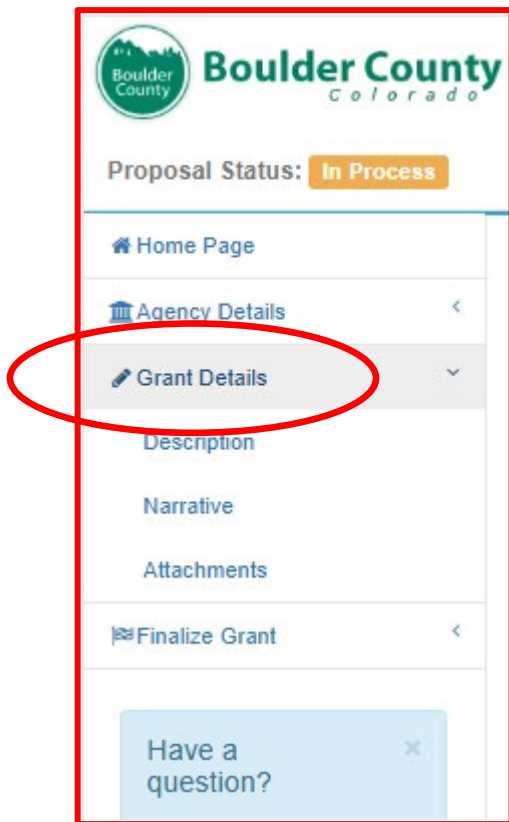 Boulder
County
Boulder County
Colorado
Proposal Status: In Process
Home Page
Agency Details
Grant Details
Description
Narrative
Attachments
Finalize Grant
Have a
question?